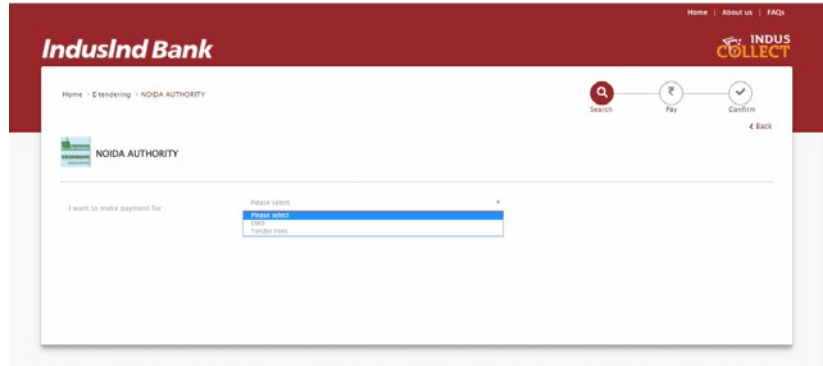 Home | About us | FAQs
IndusInd Bank
INDUS
COLLECT
Home › E-tendering › NOIDA AUTHORITY
Search
Pay
Confirm
‹ Back
NOIDA AUTHORITY
I want to make payment for :
Please select
Please select
EMD
Tender Fees